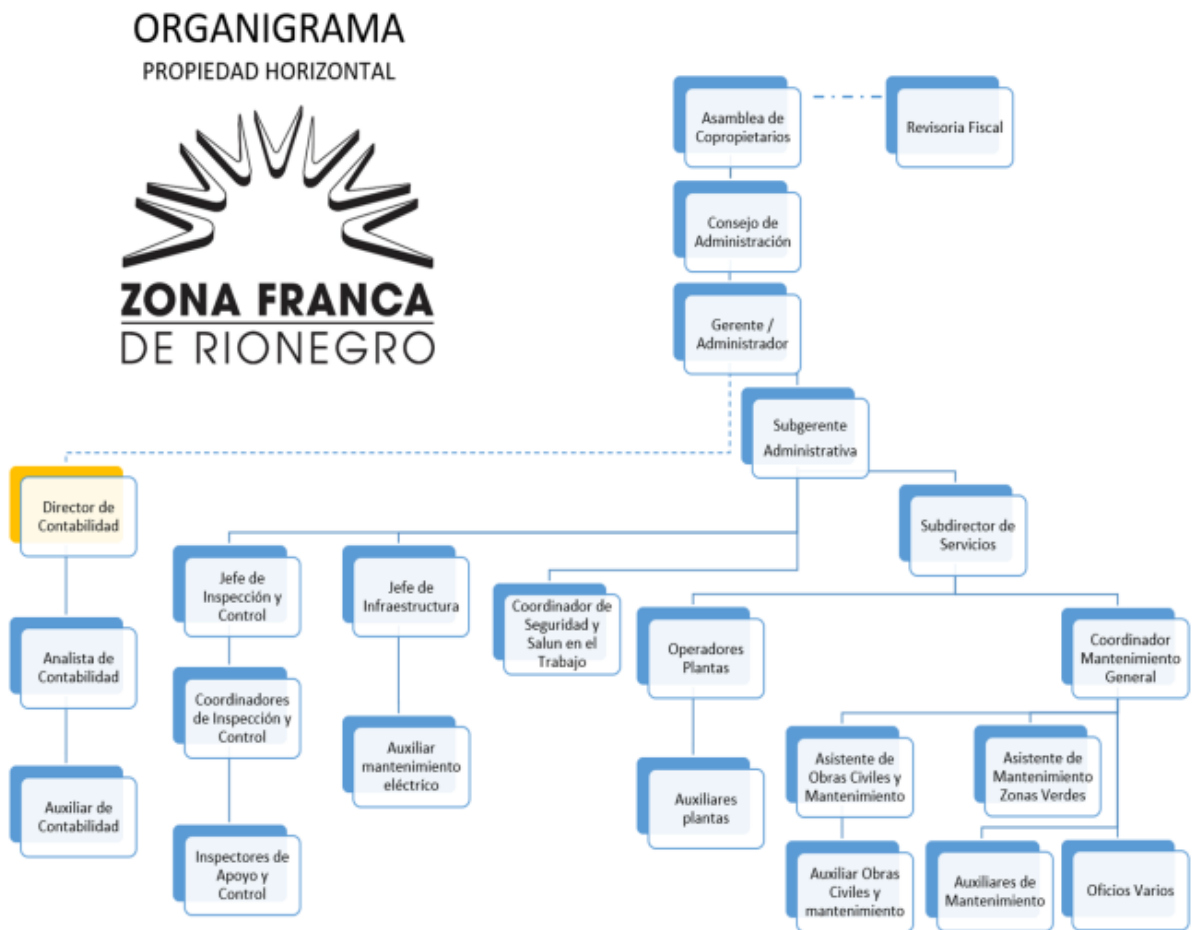 ORGANIGRAMA
PROPIEDAD HORIZONTAL
ZONA FRANCA
DE RIONEGRO
Asamblea de
Copropietarios
Revisoria Fiscal
Consejo de
Administración
Gerente /
Administrador
Subgerente
Administrativa
Director de
Contabilidad
Subdirector de
Servicios
Jefe de
Inspección y
Control
Jefe de
Infraestructura
Coordinador de
Seguridad y
Salun en el
Trabajo
Operadores
Plantas
Coordinador
Mantenimiento
General
Analista de
Contabilidad
Coordinadores
de Inspección y
Control
Auxiliar
mantenimiento
eléctrico
Asistente de
Obras Civiles y
Mantenimiento
Asistente de
Mantenimiento
Zonas Verdes
Auxiliar de
Contabilidad
Auxiliares
plantas
Inspectores de
Apoyo y
Control
Auxiliar Obras
Civiles y
mantenimiento
Auxiliares de
Mantenimiento
Oficios Varios